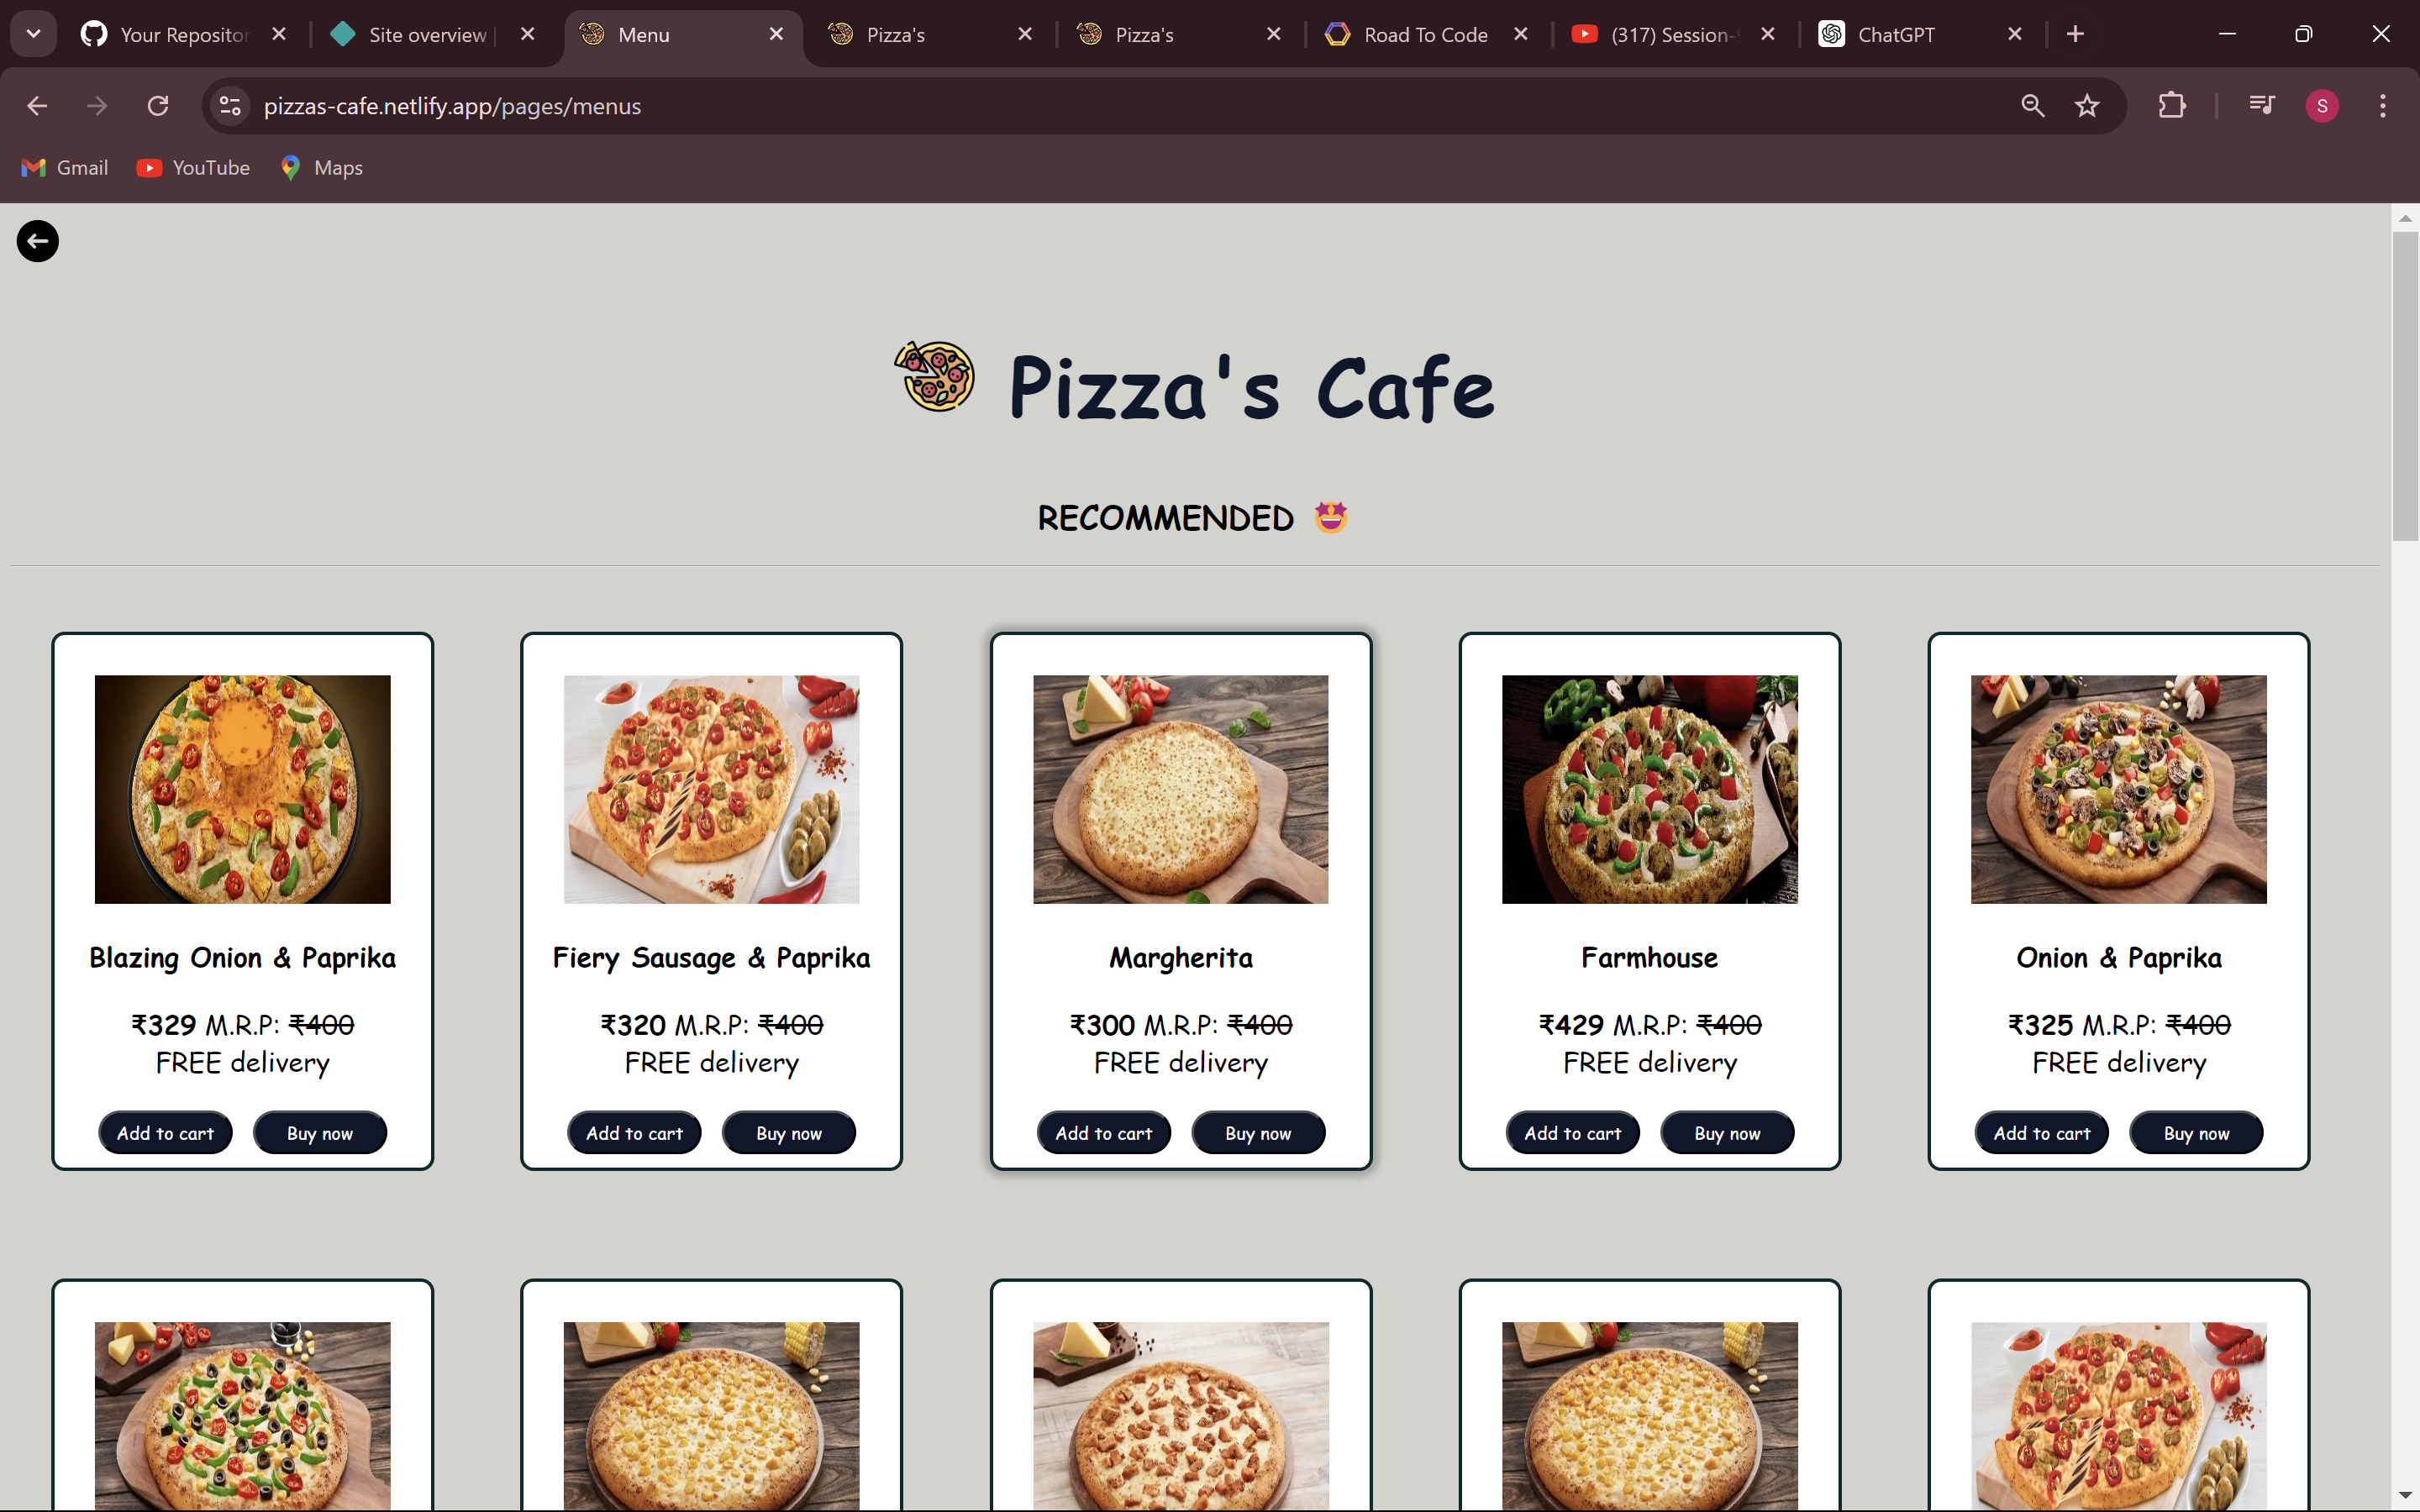 Your Repositor
Site overview |
Menu
Pizza's
Pizza's
Road To Code
(317) Session-
ChatGPT
pizzas-cafe.netlify.app/pages/menus
S
Gmail
YouTube
Maps
Pizza's Cafe
RECOMMENDED 🤩
Blazing Onion & Paprika
₹329 M.R.P: ₹400
FREE delivery
Add to cart
Buy now
Fiery Sausage & Paprika
₹320 M.R.P: ₹400
FREE delivery
Add to cart
Buy now
Margherita
₹300 M.R.P: ₹400
FREE delivery
Add to cart
Buy now
Farmhouse
₹429 M.R.P: ₹400
FREE delivery
Add to cart
Buy now
Onion & Paprika
₹325 M.R.P: ₹400
FREE delivery
Add to cart
Buy now